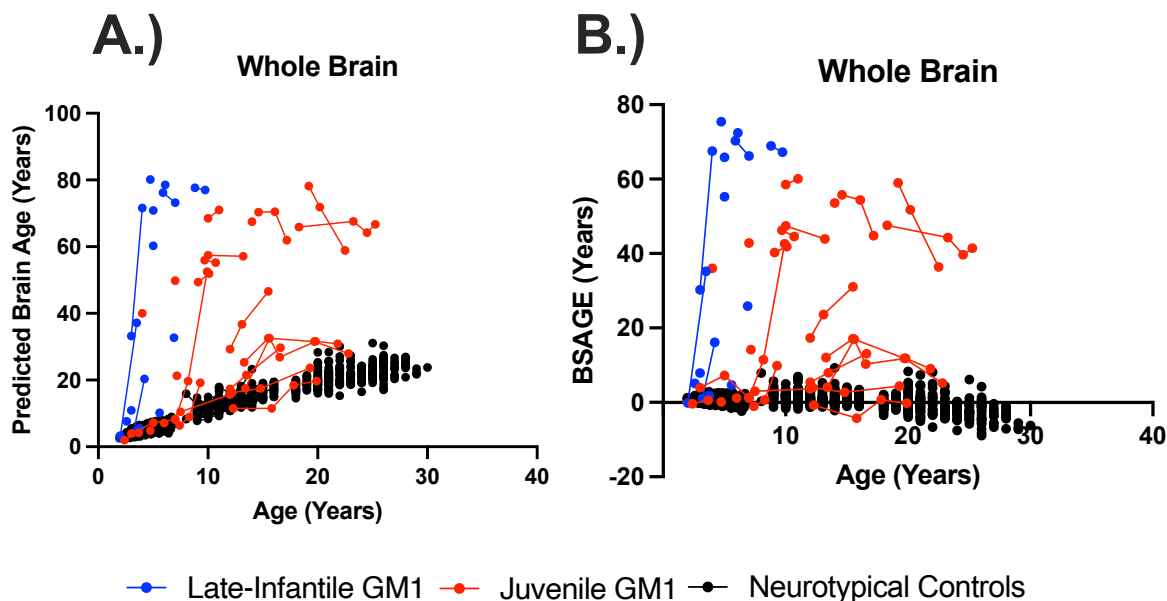 A.)
Whole Brain
Predicted Brain Age (Years)
100
80
60
40
20
0
0 10 20 30 40
Age (Years)
B.)
Whole Brain
BSAGE (Years)
80
60
40
20
0
-20
10 20 30 40
Age (Years)
Late-Infantile GM1 Juvenile GM1 Neurotypical Controls